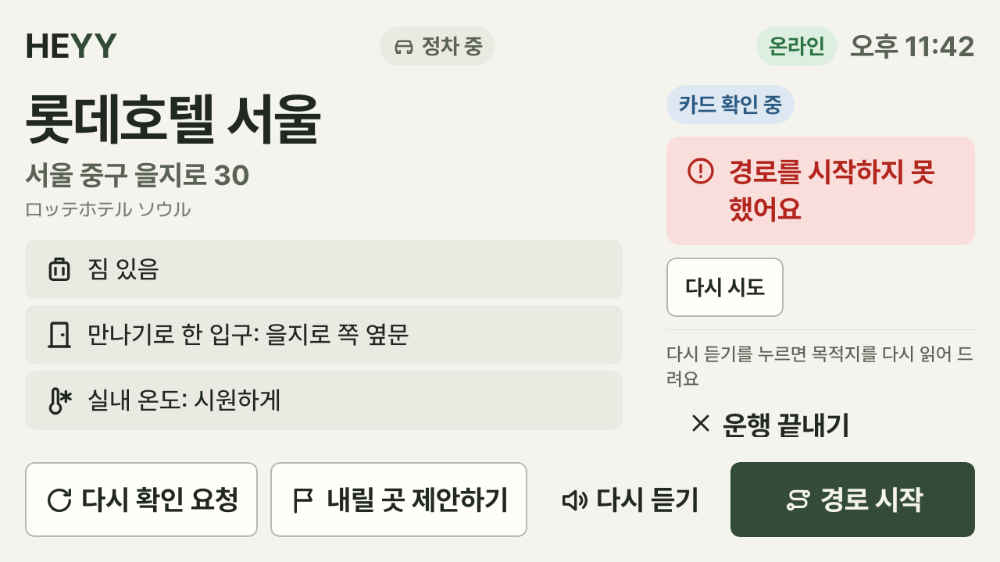 HEYY
정차 중
온라인
오후 11:42
롯데호텔 서울
서울 중구 을지로 30
ロッテホテル ソウル
짐 있음
만나기로 한 입구: 을지로 쪽 옆문
실내 온도: 시원하게
카드 확인 중
경로를 시작하지 못
했어요
다시 시도
다시 듣기를 누르면 목적지를 다시 읽어 드
려요
운행 끝내기
다시 확인 요청
내릴 곳 제안하기
다시 듣기
경로 시작